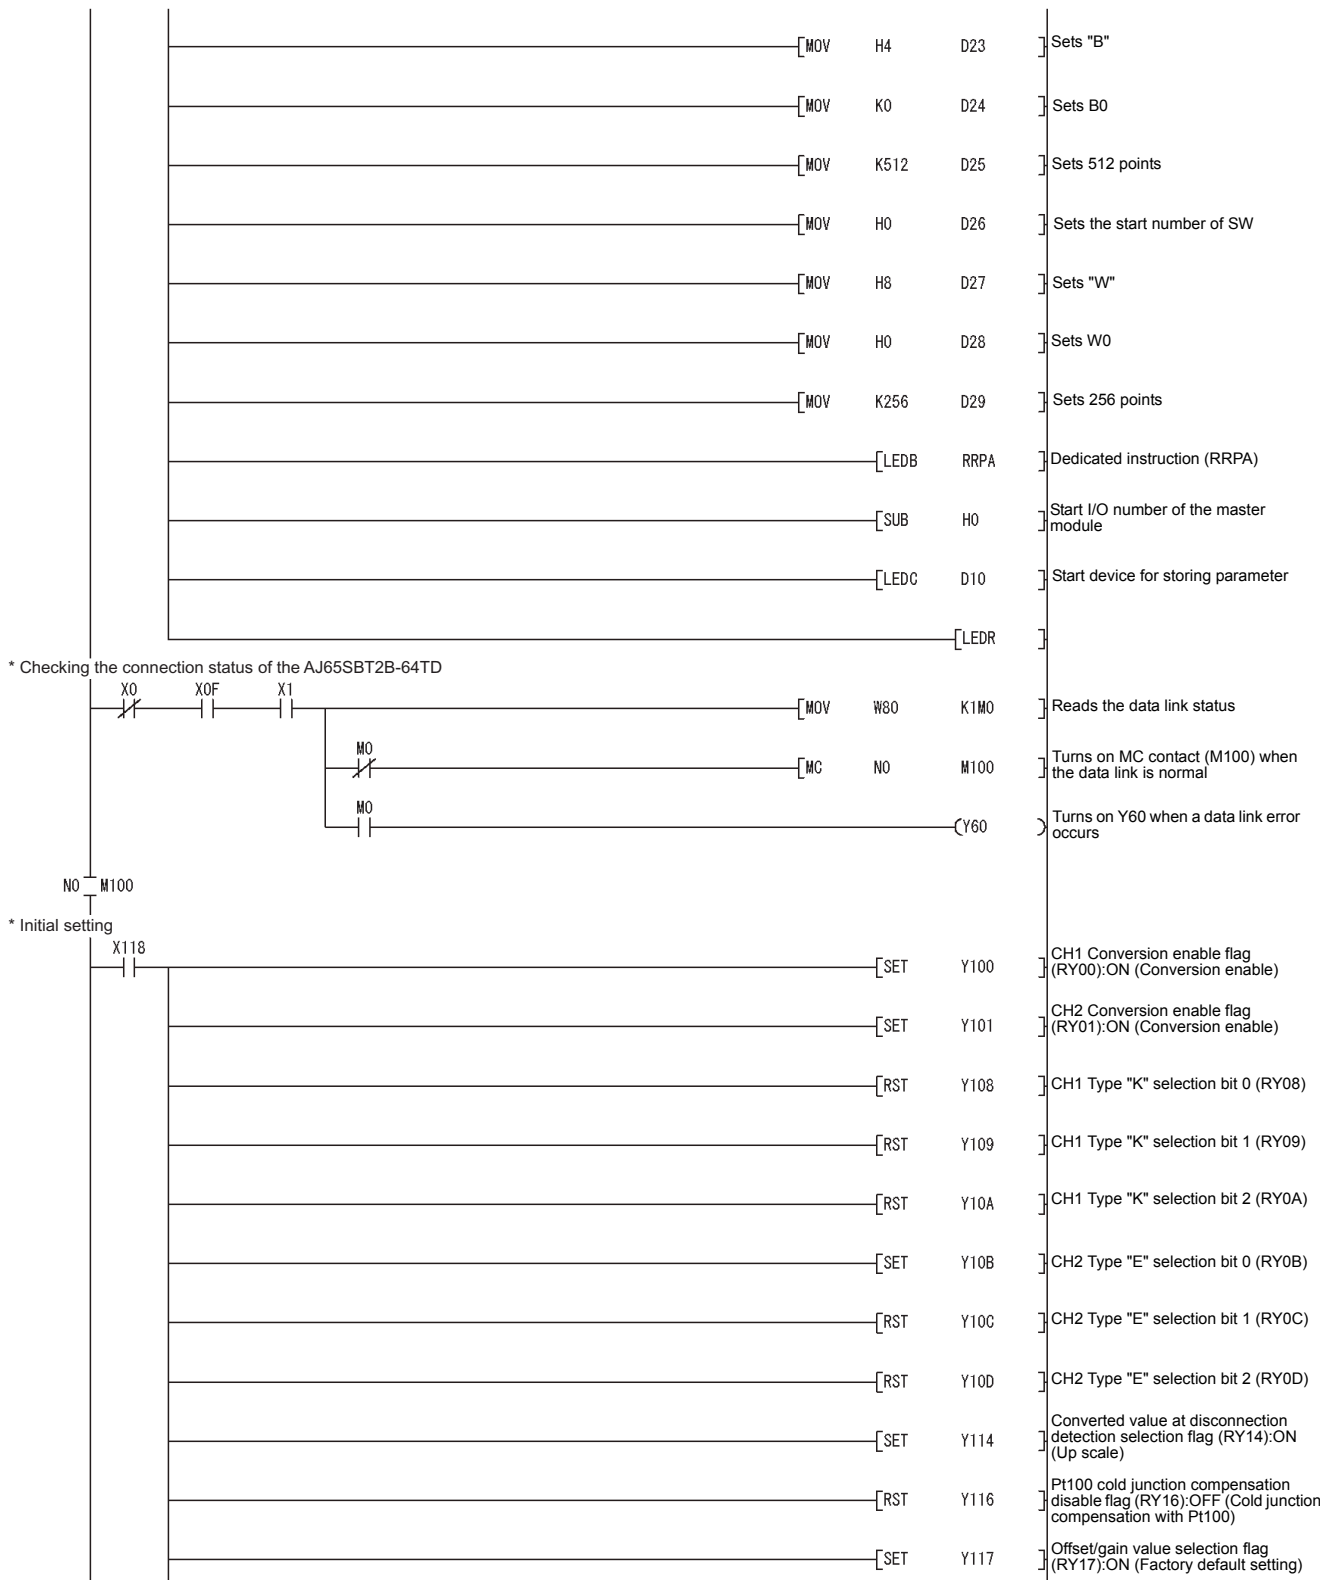 [MOV H4 D23 ] Sets "B"
[MOV K0 D24 ] Sets B0
[MOV K512 D25 ] Sets 512 points
[MOV H0 D26 ] Sets the start number of SW
[MOV H8 D27 ] Sets "W"
[MOV H0 D28 ] Sets W0
[MOV K256 D29 ] Sets 256 points
[LEDB RRPA ] Dedicated instruction (RRPA)
[SUB H0 ] Start I/O number of the master
module
[LEDC D10 ] Start device for storing parameter
[LEDR ]
* Checking the connection status of the AJ65SBT2B-64TD
X0 X0F X1
[MOV W80 K1M0 ] Reads the data link status
M0
[MC N0 M100 ] Turns on MC contact (M100) when
the data link is normal
M0
(Y60 ) Turns on Y60 when a data link error
occurs
N0 M100
* Initial setting
X118
[SET Y100 ] CH1 Conversion enable flag
(RY00):ON (Conversion enable)
[SET Y101 ] CH2 Conversion enable flag
(RY01):ON (Conversion enable)
[RST Y108 ] CH1 Type "K" selection bit 0 (RY08)
[RST Y109 ] CH1 Type "K" selection bit 1 (RY09)
[RST Y10A ] CH1 Type "K" selection bit 2 (RY0A)
[SET Y10B ] CH2 Type "E" selection bit 0 (RY0B)
[RST Y10C ] CH2 Type "E" selection bit 1 (RY0C)
[RST Y10D ] CH2 Type "E" selection bit 2 (RY0D)
[SET Y114 ] Converted value at disconnection
detection selection flag (RY14):ON
(Up scale)
[RST Y116 ] Pt100 cold junction compensation
disable flag (RY16):OFF (Cold junction
compensation with Pt100)
[SET Y117 ] Offset/gain value selection flag
(RY17):ON (Factory default setting)